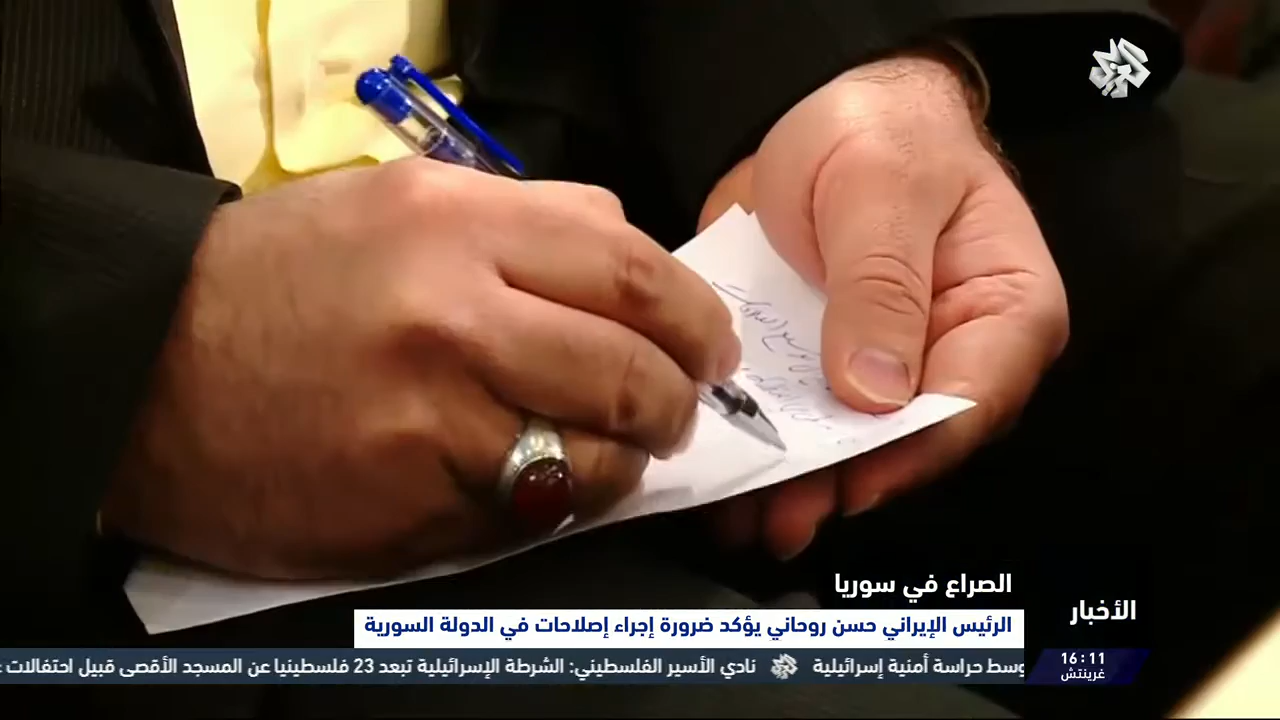 الصراع في سوريا
الأخبار
الرئيس الإيراني حسن روحاني يؤكد ضرورة إجراء إصلاحات في الدولة السورية
16:11
غرينتش
وسط حراسة أمنية إسرائيلية نادي الأسير الفلسطيني: الشرطة الإسرائيلية تبعد 23 فلسطينيا عن المسجد الأقصى قبيل احتفالات